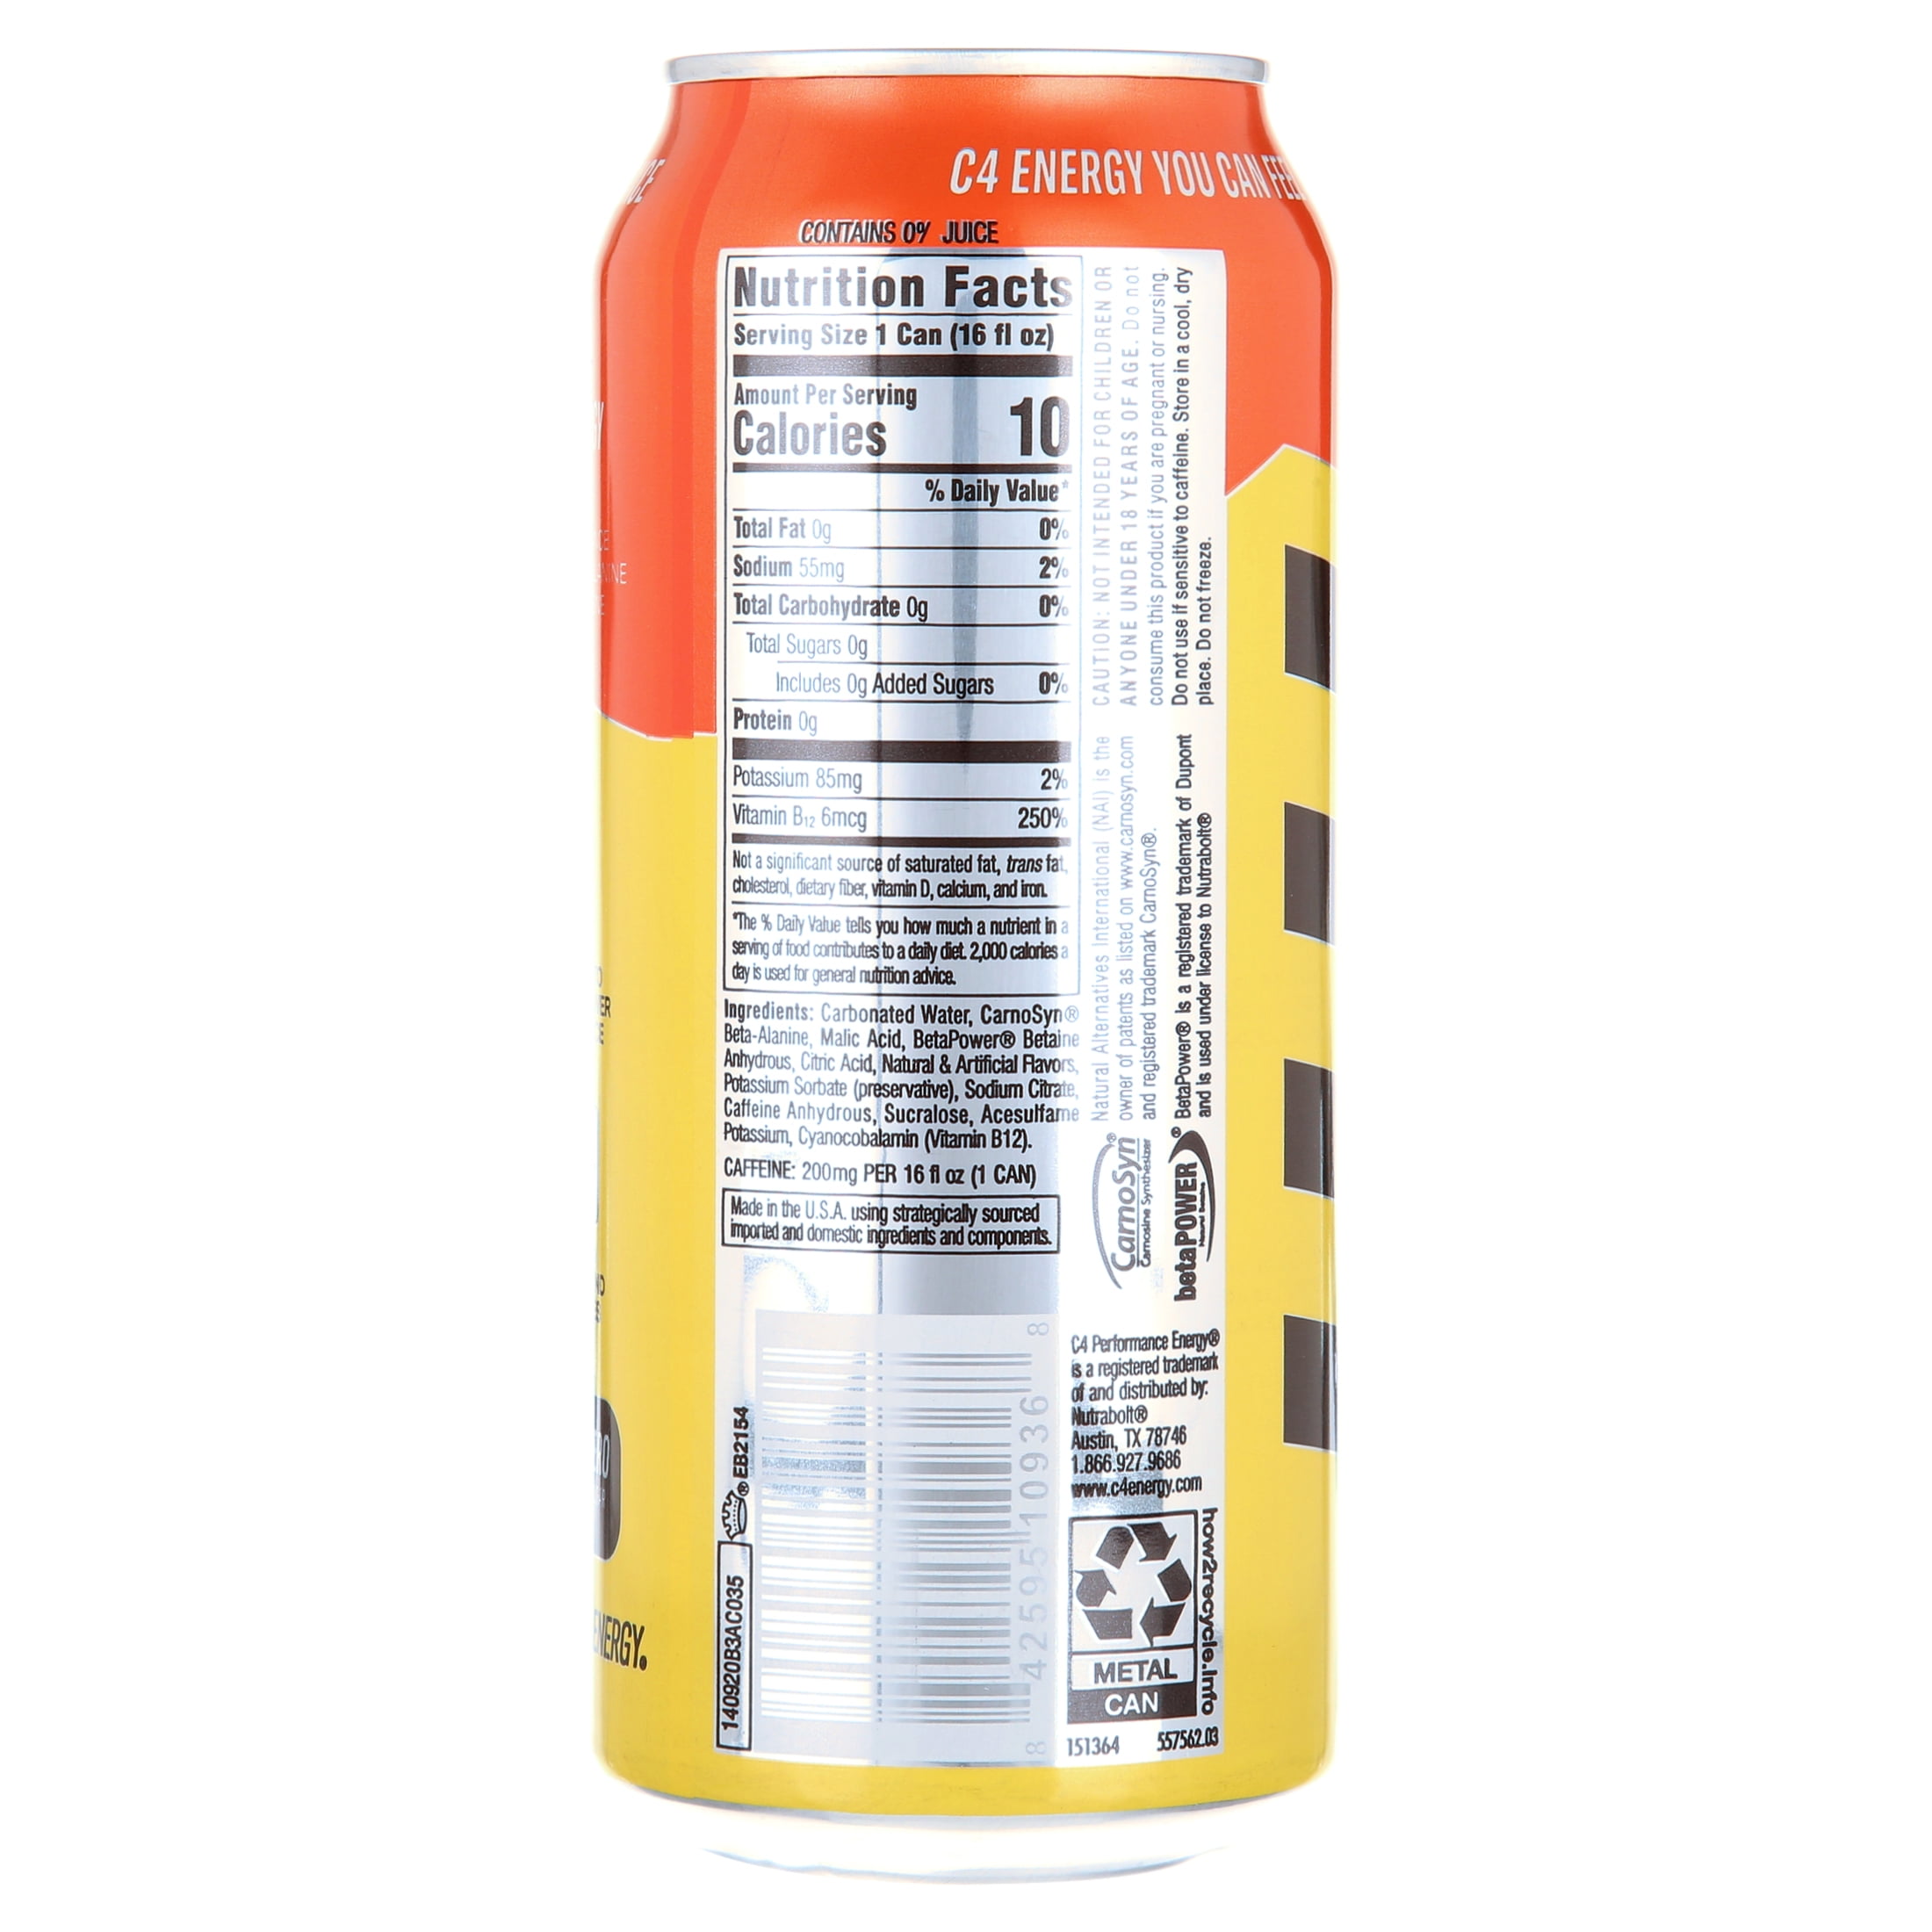 C4 ENERGY YOU CAN FEEL
CONTAINS 0% JUICE
Nutrition Facts
Serving Size 1 Can (16 fl oz)
Amount Per Serving
Calories 10
% Daily Value*
Total Fat 0g 0%
Sodium 55mg 2%
Total Carbohydrate 0g 0%
Total Sugars 0g
Includes 0g Added Sugars 0%
Protein 0g
Potassium 85mg 2%
Vitamin B12 6mcg 250%
Not a significant source of saturated fat, trans fat,
cholesterol, dietary fiber, vitamin D, calcium, and iron.
*The % Daily Value tells you how much a nutrient in a
serving of food contributes to a daily diet. 2,000 calories a
day is used for general nutrition advice.
Ingredients: Carbonated Water, CarnoSyn®
Beta-Alanine, Malic Acid, BetaPower® Betaine
Anhydrous, Citric Acid, Natural & Artificial Flavors,
Potassium Sorbate (preservative), Sodium Citrate,
Caffeine Anhydrous, Sucralose, Acesulfame
Potassium, Cyanocobalamin (Vitamin B12).
CAFFEINE: 200mg PER 16 fl oz (1 CAN)
Made in the U.S.A. using strategically sourced
imported and domestic ingredients and components.
CAUTION: NOT INTENDED FOR CHILDREN OR
ANYONE UNDER 18 YEARS OF AGE. Do not
consume this product if you are pregnant or nursing.
Do not use if sensitive to caffeine. Store in a cool, dry
place. Do not freeze.
Natural Alternatives International (NAI) is the
owner of patents as listed on www.carnosyn.com
and registered trademark CarnoSyn®.
BetaPower® is a registered trademark of Dupont
and is used under license to Nutrabolt®
CarnoSyn®
Carnosine Synthesizer
betaPOWER®
Natural Betaine
® EB2154
140920B3AC035
8 42595 10936 8
C4 Performance Energy®
is a registered trademark
of and distributed by:
Nutrabolt®
Austin, TX 78746
1.866.927.9686
www.c4energy.com
how2recycle.info
METAL
CAN
151364 557562.03
ENERGY.